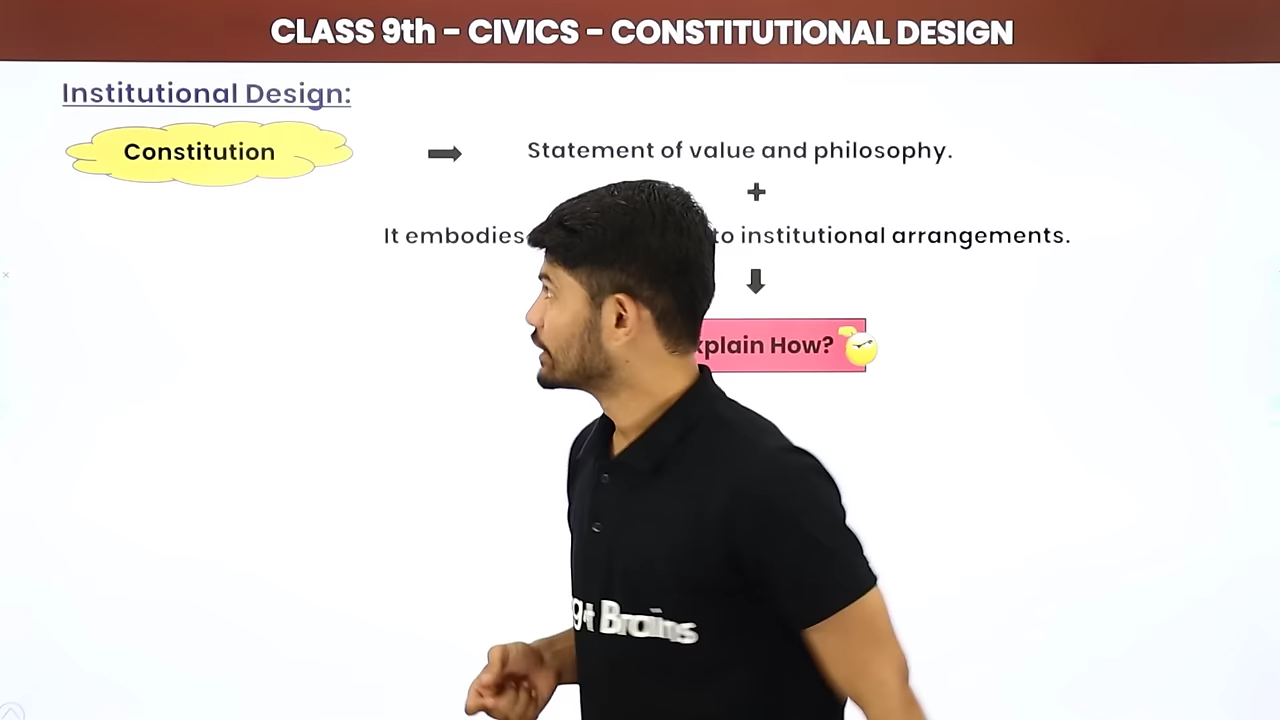 CLASS 9th - CIVICS - CONSTITUTIONAL DESIGN
Institutional Design:
Constitution
Statement of value and philosophy.
+
It embodies to institutional arrangements.
xplain How?
g+ Brains